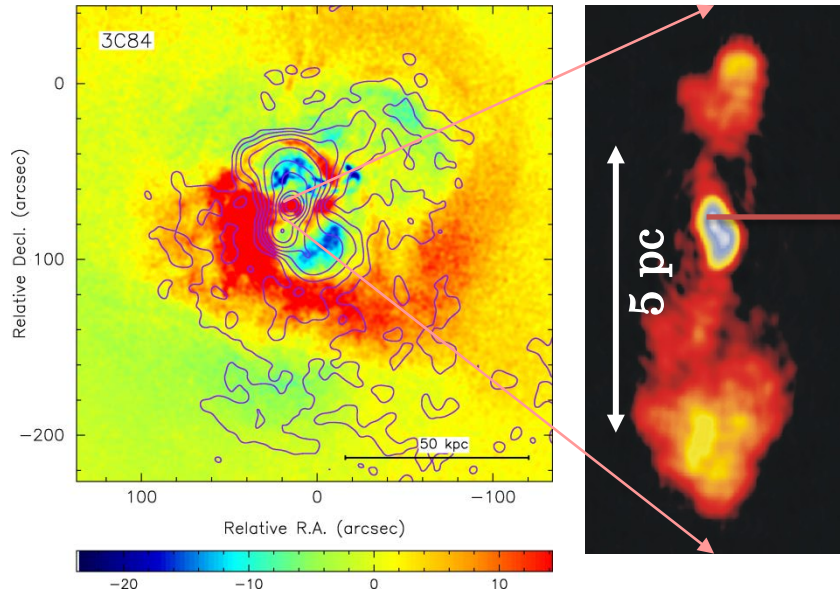 3C84
0
−100
−200
Relative Decl. (arcsec)
50 kpc
100
0
−100
Relative R.A. (arcsec)
−20
−10
0
10
5 pc